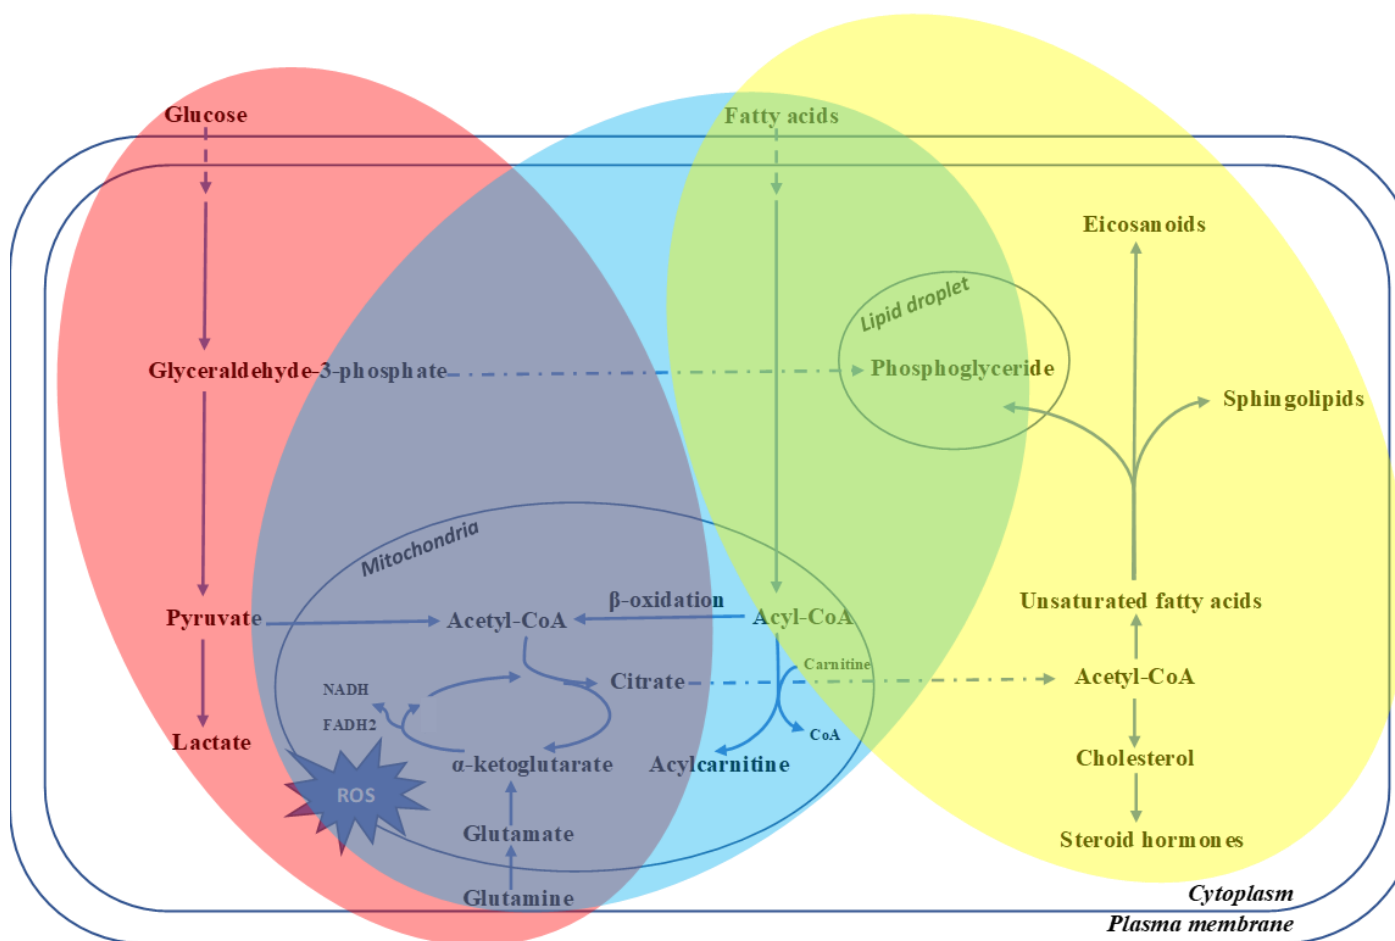 Glucose
Fatty acids
Eicosanoids
Lipid droplet
Glyceraldehyde-3-phosphate
Phosphoglyceride
Sphingolipids
Mitochondria
β-oxidation
Unsaturated fatty acids
Pyruvate
Acetyl-CoA
Acyl-CoA
Carnitine
Acetyl-CoA
NADH
Citrate
FADH2
CoA
Lactate
α-ketoglutarate
Acylcarnitine
Cholesterol
ROS
Glutamate
Steroid hormones
Glutamine
Cytoplasm
Plasma membrane